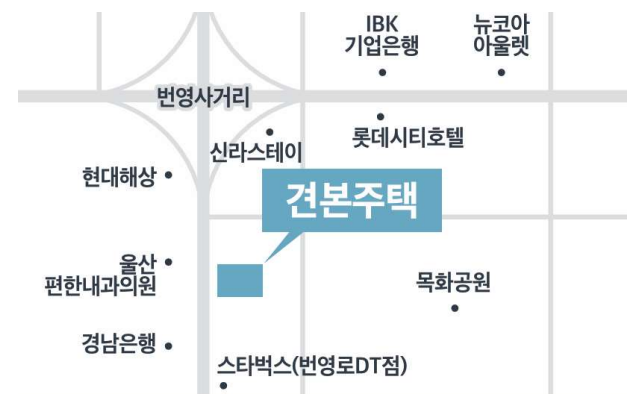 IBK
기업은행
뉴코아
아울렛
번영사거리
신라스테이
롯데시티호텔
현대해상
견본주택
울산
편한내과의원
목화공원
경남은행
스타벅스(번영로DT점)